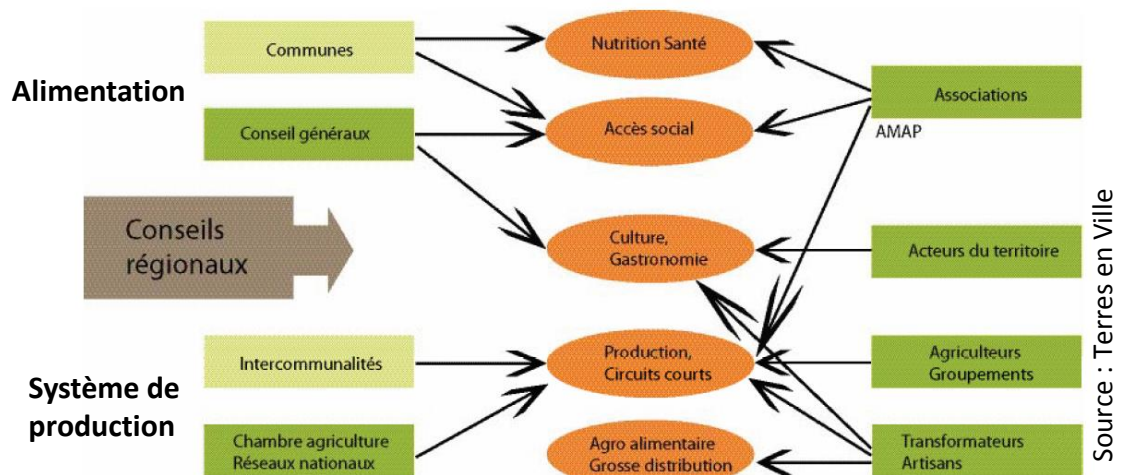 Communes
Nutrition Santé
Alimentation
Associations
Conseil généraux
Accès social
AMAP
Conseils
régionaux
Culture,
Gastronomie
Acteurs du territoire
Intercommunalités
Production,
Circuits courts
Agriculteurs
Groupements
Système de
production
Chambre agriculture
Réseaux nationaux
Agro alimentaire
Grosse distribution
Transformateurs
Artisans
Source : Terres en Ville